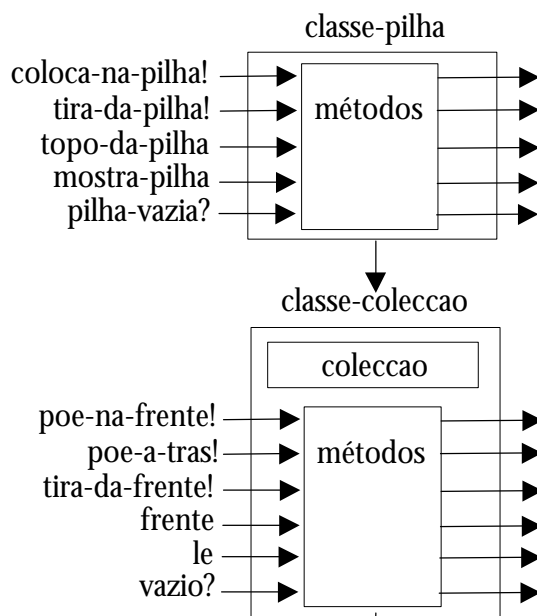 classe-pilha
coloca-na-pilha!
tira-da-pilha!
métodos
topo-da-pilha
mostra-pilha
pilha-vazia?
classe-coleccao
coleccao
poe-na-frente!
poe-a-tras!
métodos
tira-da-frente!
frente
le
vazio?